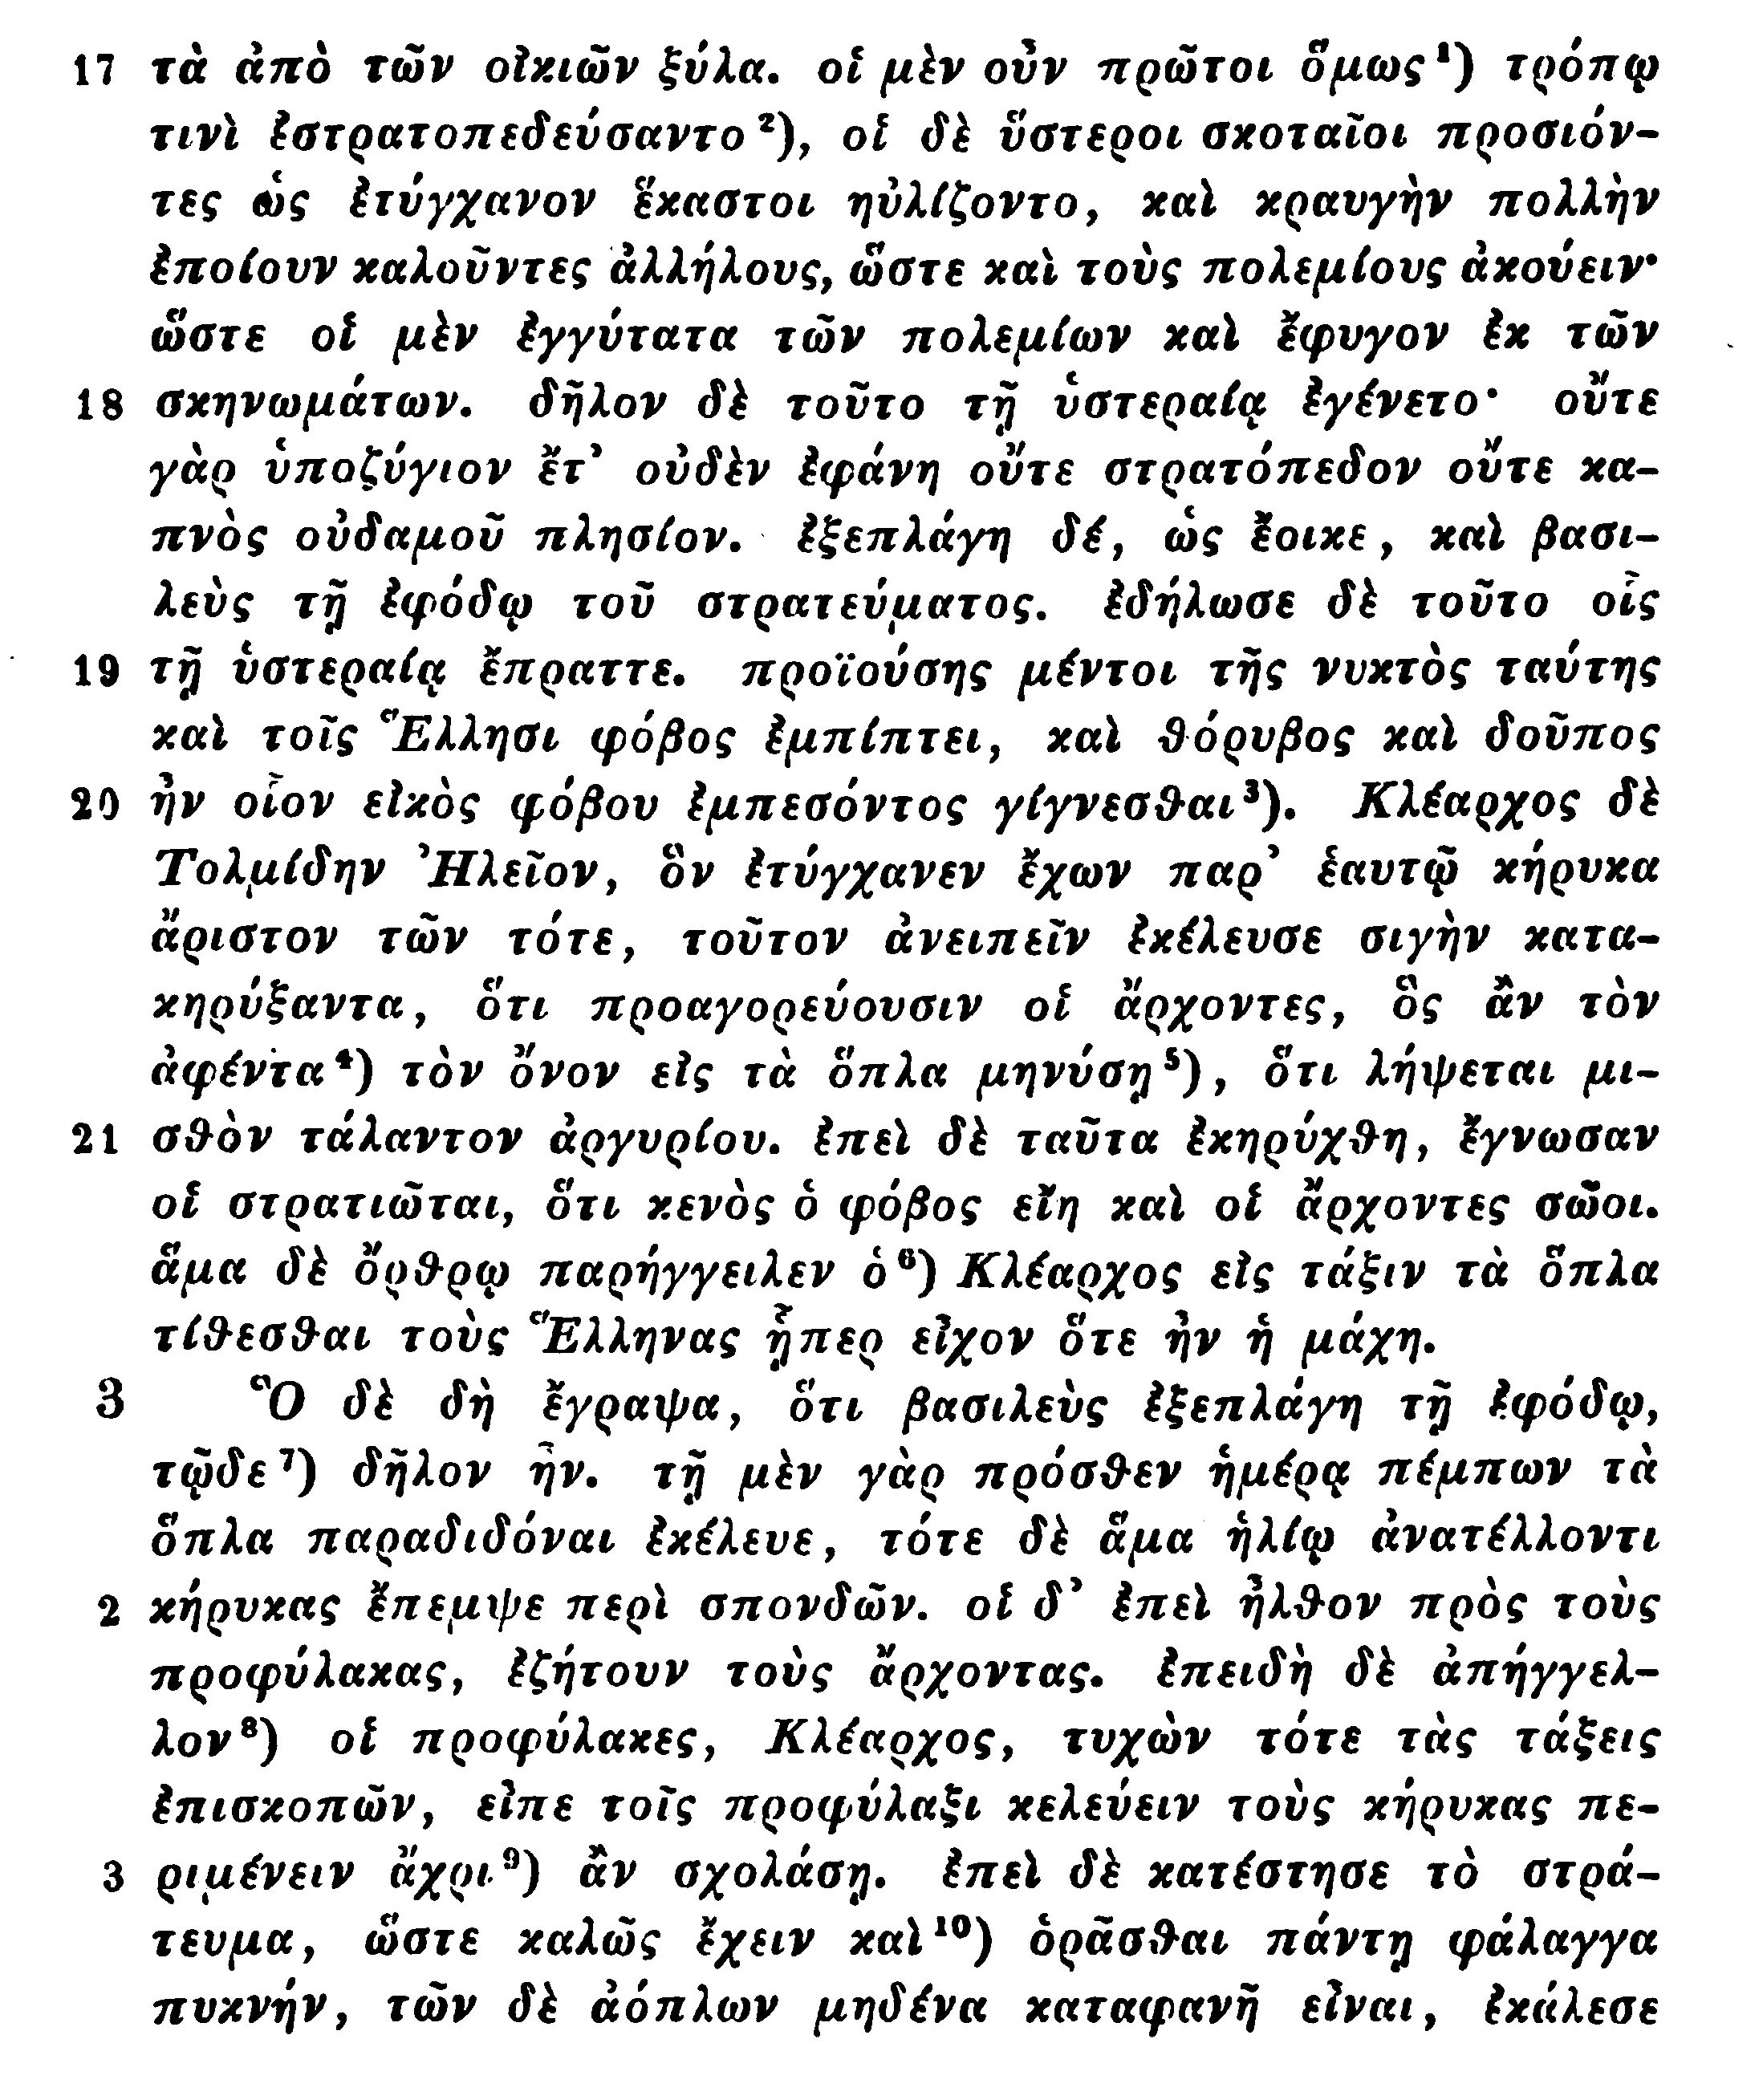 17 τὰ ἀπὸ τῶν οἰκιῶν ξύλα. οἱ μὲν οὖν πρῶτοι ὅμως¹) τρόπῳ
τινὶ ἐστρατοπεδεύσαντο²), οἱ δὲ ὕστεροι σκοταῖοι προσιόν-
τες ὡς ἐτύγχανον ἕκαστοι ηὐλίζοντο, καὶ κραυγὴν πολλὴν
ἐποίουν καλοῦντες ἀλλήλους, ὥστε καὶ τοὺς πολεμίους ἀκούειν·
ὥστε οἱ μὲν ἐγγύτατα τῶν πολεμίων καὶ ἔφυγον ἐκ τῶν
18 σκηνωμάτων. δῆλον δὲ τοῦτο τῇ ὑστεραίᾳ ἐγένετο· οὔτε
γὰρ ὑποζύγιον ἔτ’ οὐδὲν ἐφάνη οὔτε στρατόπεδον οὔτε κα-
πνὸς οὐδαμοῦ πλησίον. ἐξεπλάγη δέ, ὡς ἔοικε, καὶ βασι-
λεὺς τῇ ἐφόδῳ τοῦ στρατεύματος. ἐδήλωσε δὲ τοῦτο οἷς
19 τῇ ὑστεραίᾳ ἔπραττε. προϊούσης μέντοι τῆς νυκτὸς ταύτης
καὶ τοῖς Ἕλλησι φόβος ἐμπίπτει, καὶ θόρυβος καὶ δοῦπος
20 ἦν οἷον εἰκὸς φόβου ἐμπεσόντος γίγνεσθαι³). Κλέαρχος δὲ
Τολμίδην Ἠλεῖον, ὃν ἐτύγχανεν ἔχων παρ’ ἑαυτῷ κήρυκα
ἄριστον τῶν τότε, τοῦτον ἀνειπεῖν ἐκέλευσε σιγὴν κατα-
κηρύξαντα, ὅτι προαγορεύουσιν οἱ ἄρχοντες, ὃς ἂν τὸν
ἀφέντα⁴) τὸν ὄνον εἰς τὰ ὅπλα μηνύσῃ⁵), ὅτι λήψεται μι-
21 σθὸν τάλαντον ἀργυρίου. ἐπεὶ δὲ ταῦτα ἐκηρύχθη, ἔγνωσαν
οἱ στρατιῶται, ὅτι κενὸς ὁ φόβος εἴη καὶ οἱ ἄρχοντες σῶοι.
ἅμα δὲ ὄρθρῳ παρήγγειλεν ὁ⁶) Κλέαρχος εἰς τάξιν τὰ ὅπλα
τίθεσθαι τοὺς Ἕλληνας ᾗπερ εἶχον ὅτε ἦν ἡ μάχη.
3 Ὃ δὲ δὴ ἔγραψα, ὅτι βασιλεὺς ἐξεπλάγη τῇ ἐφόδῳ,
τῷδε⁷) δῆλον ἦν. τῇ μὲν γὰρ πρόσθεν ἡμέρᾳ πέμπων τὰ
ὅπλα παραδιδόναι ἐκέλευε, τότε δὲ ἅμα ἡλίῳ ἀνατέλλοντι
2 κήρυκας ἔπεμψε περὶ σπονδῶν. οἱ δ’ ἐπεὶ ἦλθον πρὸς τοὺς
προφύλακας, ἐζήτουν τοὺς ἄρχοντας. ἐπειδὴ δὲ ἀπήγγελ-
λον⁸) οἱ προφύλακες, Κλέαρχος, τυχὼν τότε τὰς τάξεις
ἐπισκοπῶν, εἶπε τοῖς προφύλαξι κελεύειν τοὺς κήρυκας πε-
3 ριμένειν ἄχρι⁹) ἂν σχολάσῃ. ἐπεὶ δὲ κατέστησε τὸ στρά-
τευμα, ὥστε καλῶς ἔχειν καὶ¹⁰) ὁρᾶσθαι πάντῃ φάλαγγα
πυκνήν, τῶν δὲ ἀόπλων μηδένα καταφανῆ εἶναι, ἐκάλεσε